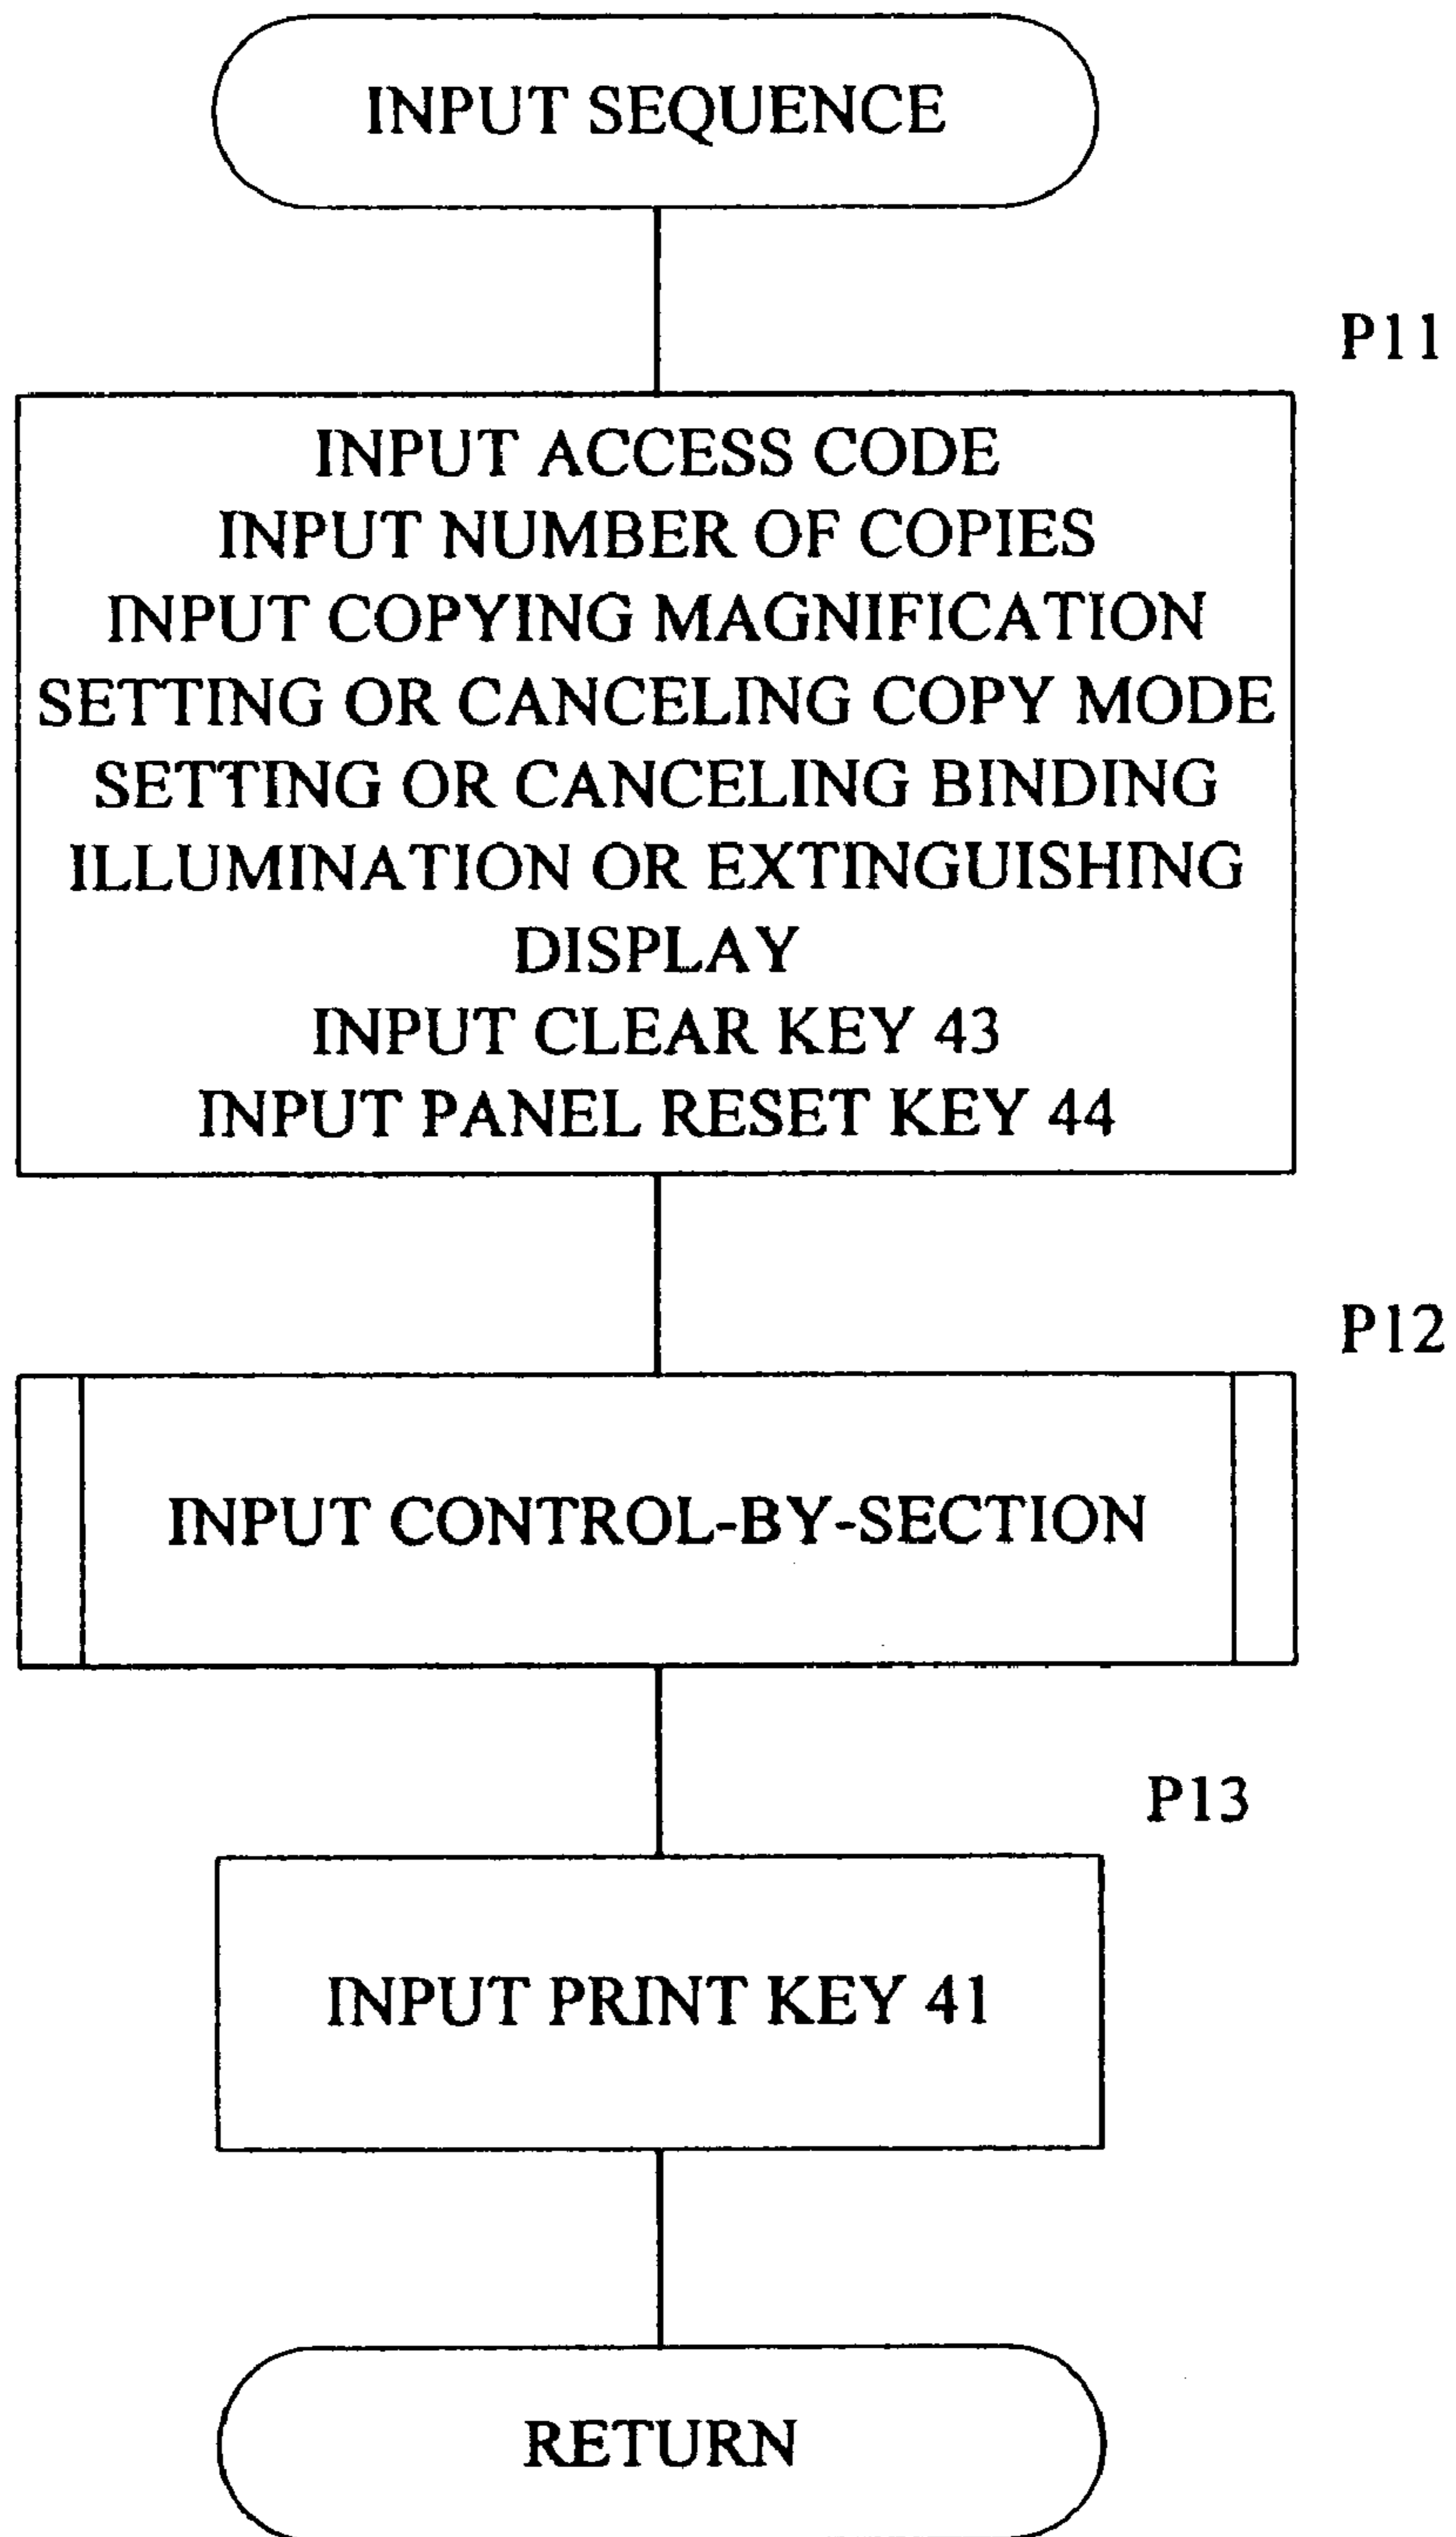 INPUT SEQUENCE
P11
INPUT ACCESS CODE
INPUT NUMBER OF COPIES
INPUT COPYING MAGNIFICATION
SETTING OR CANCELING COPY MODE
SETTING OR CANCELING BINDING
ILLUMINATION OR EXTINGUISHING
DISPLAY
INPUT CLEAR KEY 43
INPUT PANEL RESET KEY 44
P12
INPUT CONTROL-BY-SECTION
P13
INPUT PRINT KEY 41
RETURN